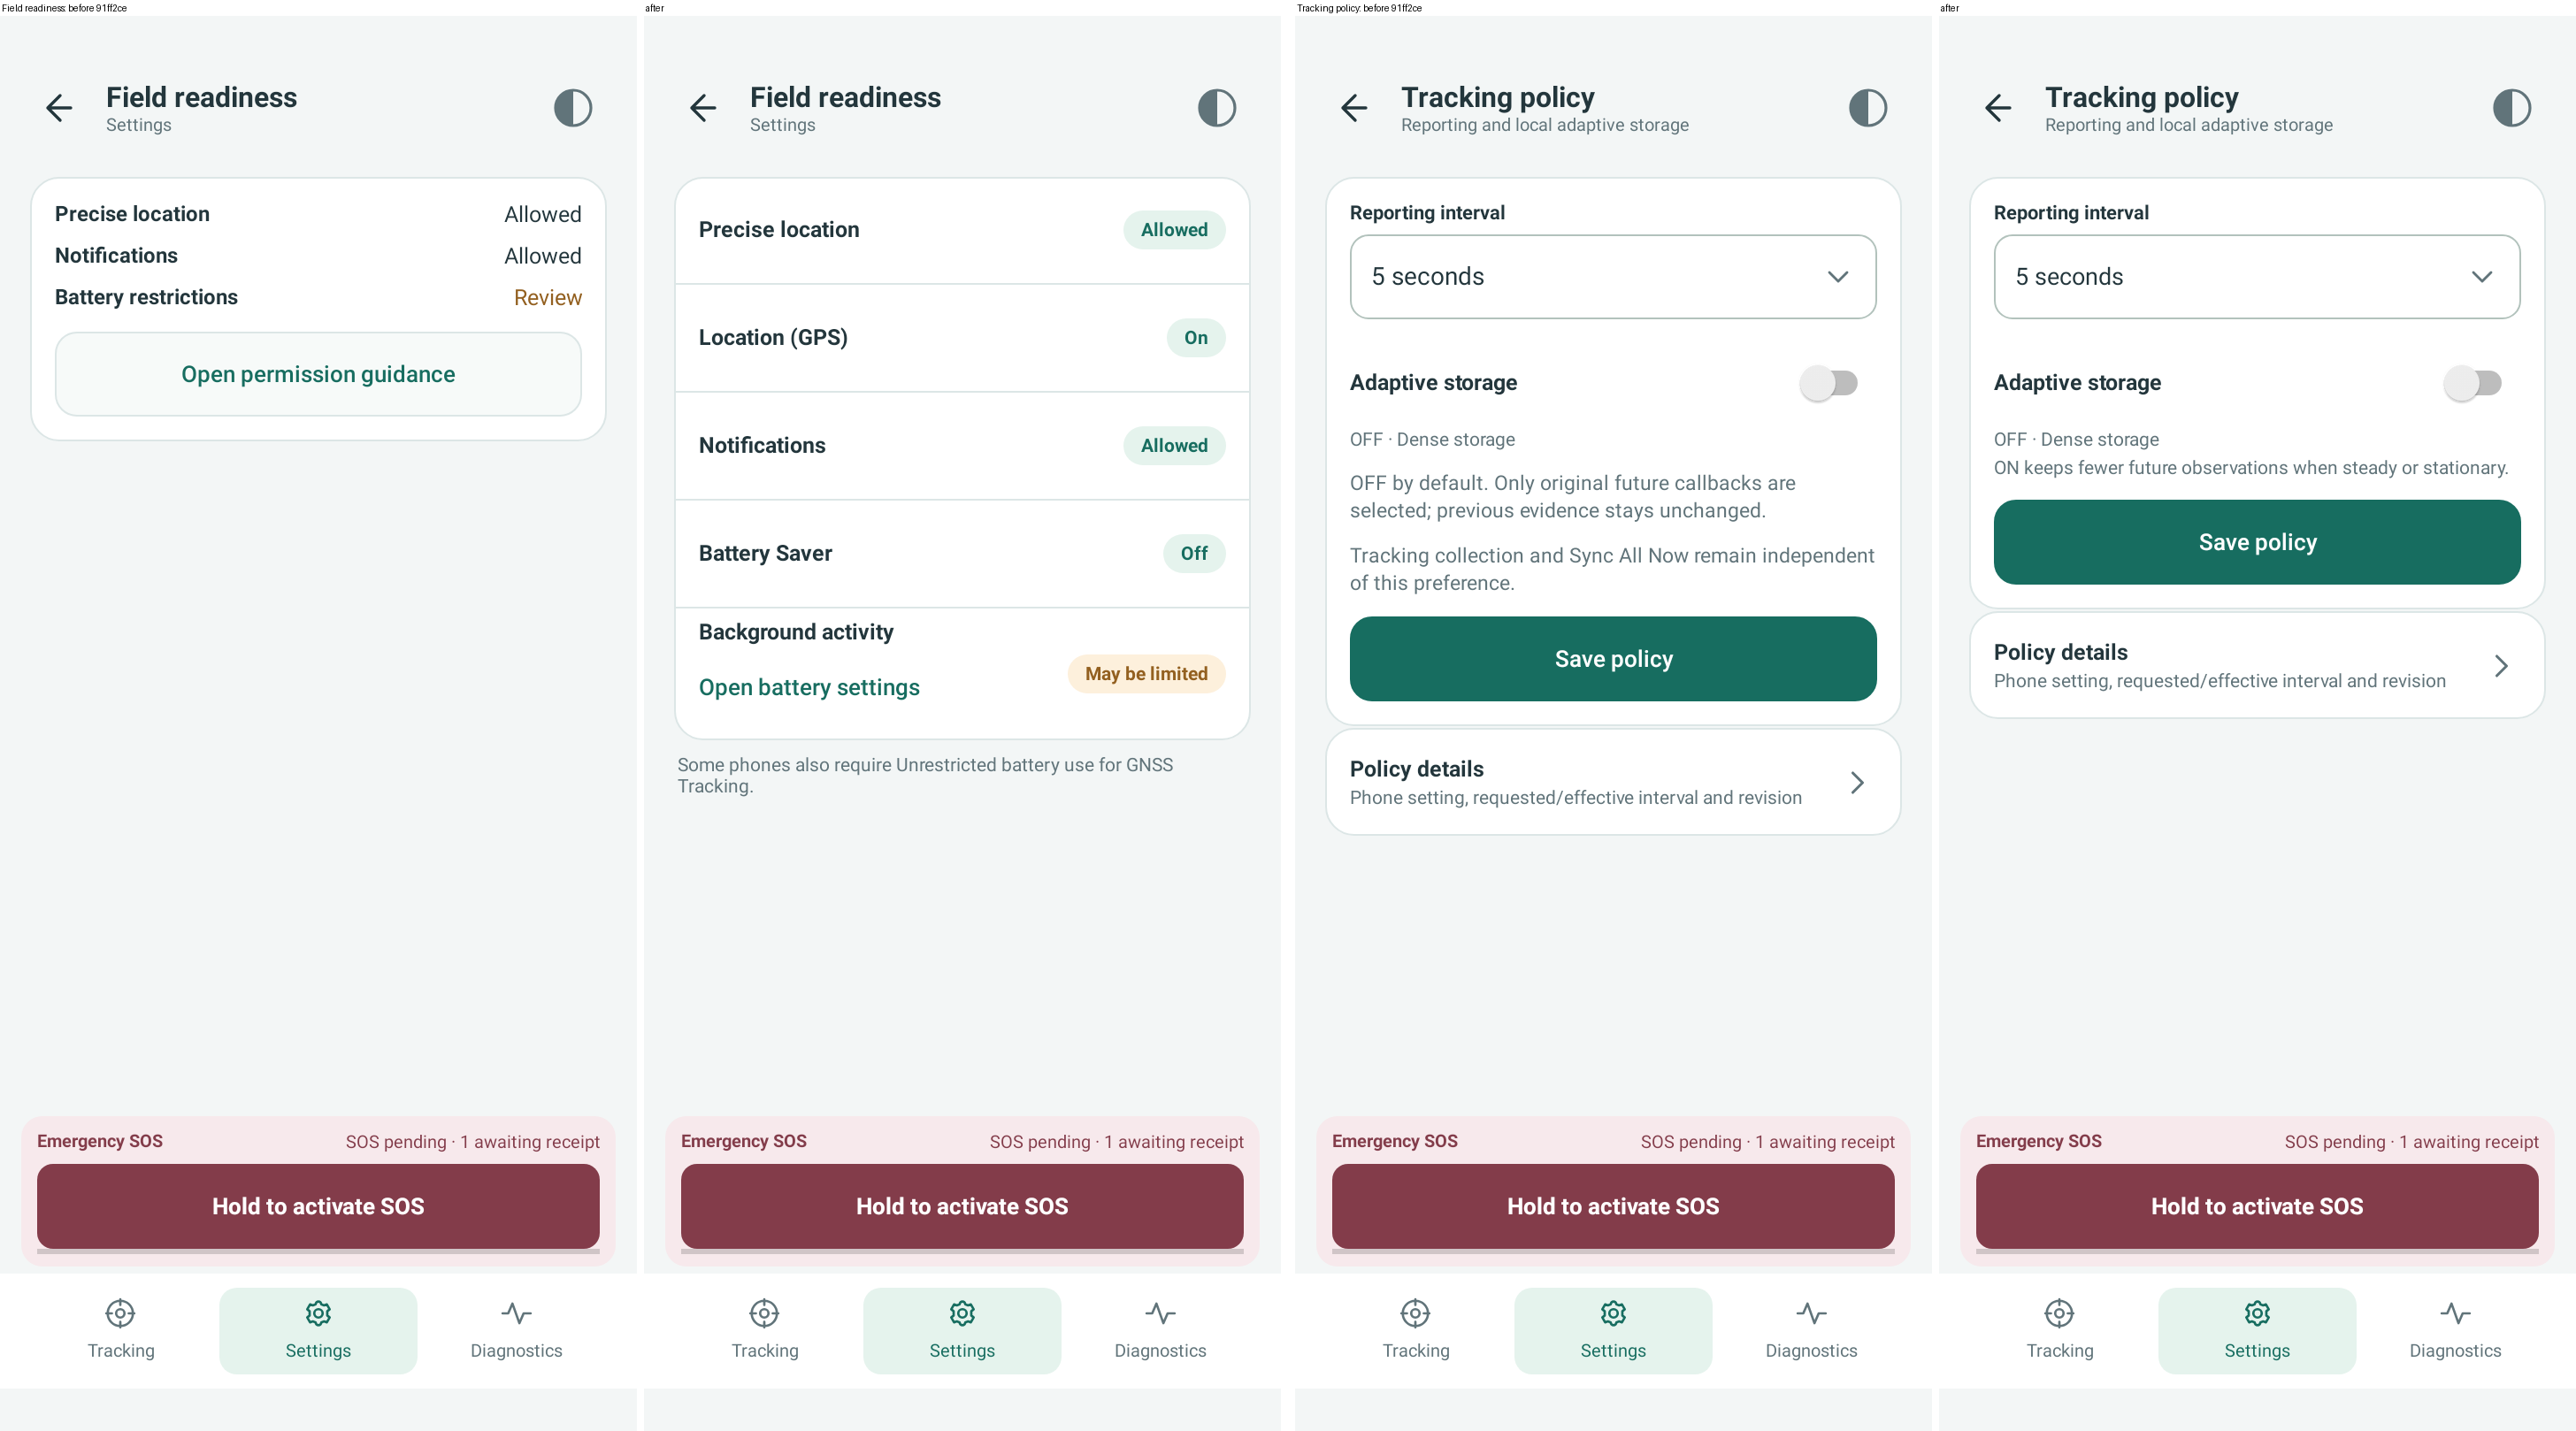 Field readiness: before 91ff2ce
Field readiness
Settings
Precise location Allowed
Notifications Allowed
Battery restrictions Review
Open permission guidance
Emergency SOS SOS pending · 1 awaiting receipt
Hold to activate SOS
Tracking Settings Diagnostics
after
Field readiness
Settings
Precise location Allowed
Location (GPS) On
Notifications Allowed
Battery Saver Off
Background activity
Open battery settings May be limited
Some phones also require Unrestricted battery use for GNSS
Tracking.
Emergency SOS SOS pending · 1 awaiting receipt
Hold to activate SOS
Tracking Settings Diagnostics
Tracking policy: before 91ff2ce
Tracking policy
Reporting and local adaptive storage
Reporting interval
5 seconds
Adaptive storage
OFF · Dense storage
OFF by default. Only original future callbacks are
selected; previous evidence stays unchanged.
Tracking collection and Sync All Now remain independent
of this preference.
Save policy
Policy details
Phone setting, requested/effective interval and revision
Emergency SOS SOS pending · 1 awaiting receipt
Hold to activate SOS
Tracking Settings Diagnostics
after
Tracking policy
Reporting and local adaptive storage
Reporting interval
5 seconds
Adaptive storage
OFF · Dense storage
ON keeps fewer future observations when steady or stationary.
Save policy
Policy details
Phone setting, requested/effective interval and revision
Emergency SOS SOS pending · 1 awaiting receipt
Hold to activate SOS
Tracking Settings Diagnostics